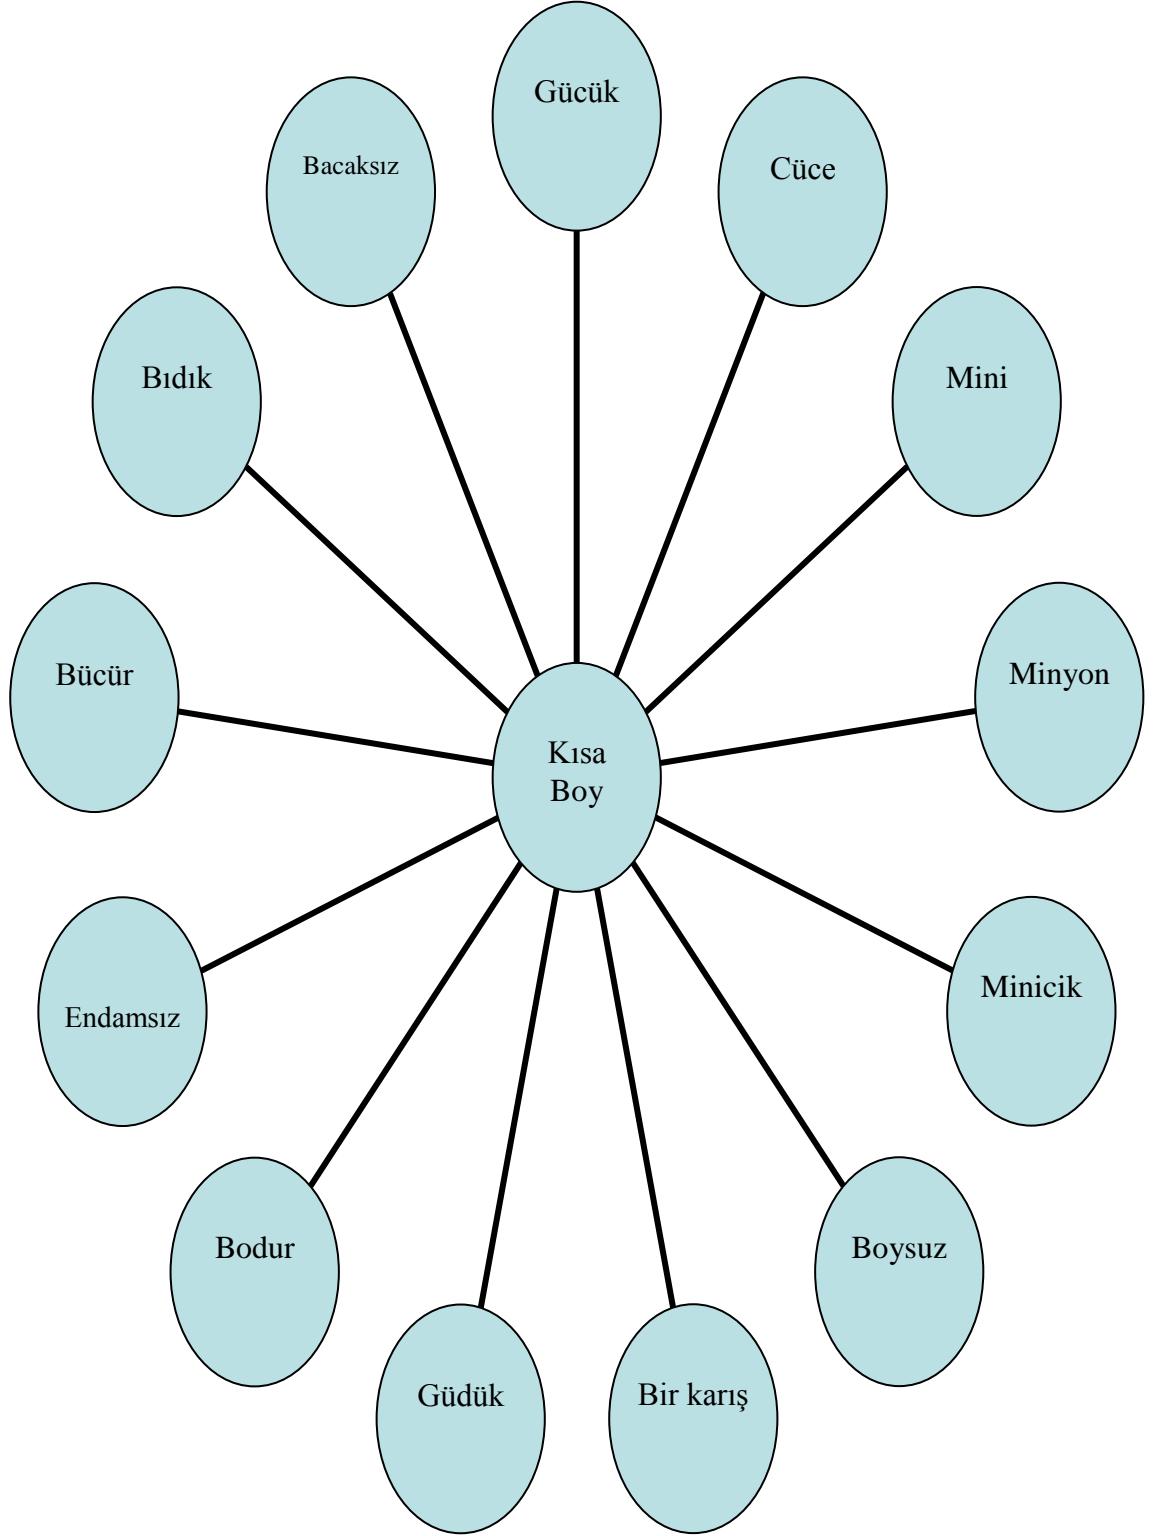 Gücük
Cüce
Mini
Minyon
Minicik
Boysuz
Bir karış
Güdük
Bodur
Endamsız
Bücür
Bıdık
Bacaksız
Kısa
Boy